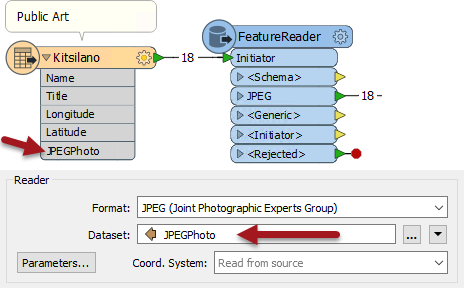 Public Art
Kitsilano
Name
Title
Longitude
Latitude
JPEGPhoto
18
FeatureReader
Initiator
<Schema>
JPEG
<Generic>
<Initiator>
<Rejected>
18
Reader
Format: JPEG (Joint Photographic Experts Group)
Dataset: JPEGPhoto ...
Parameters... Coord. System: Read from source